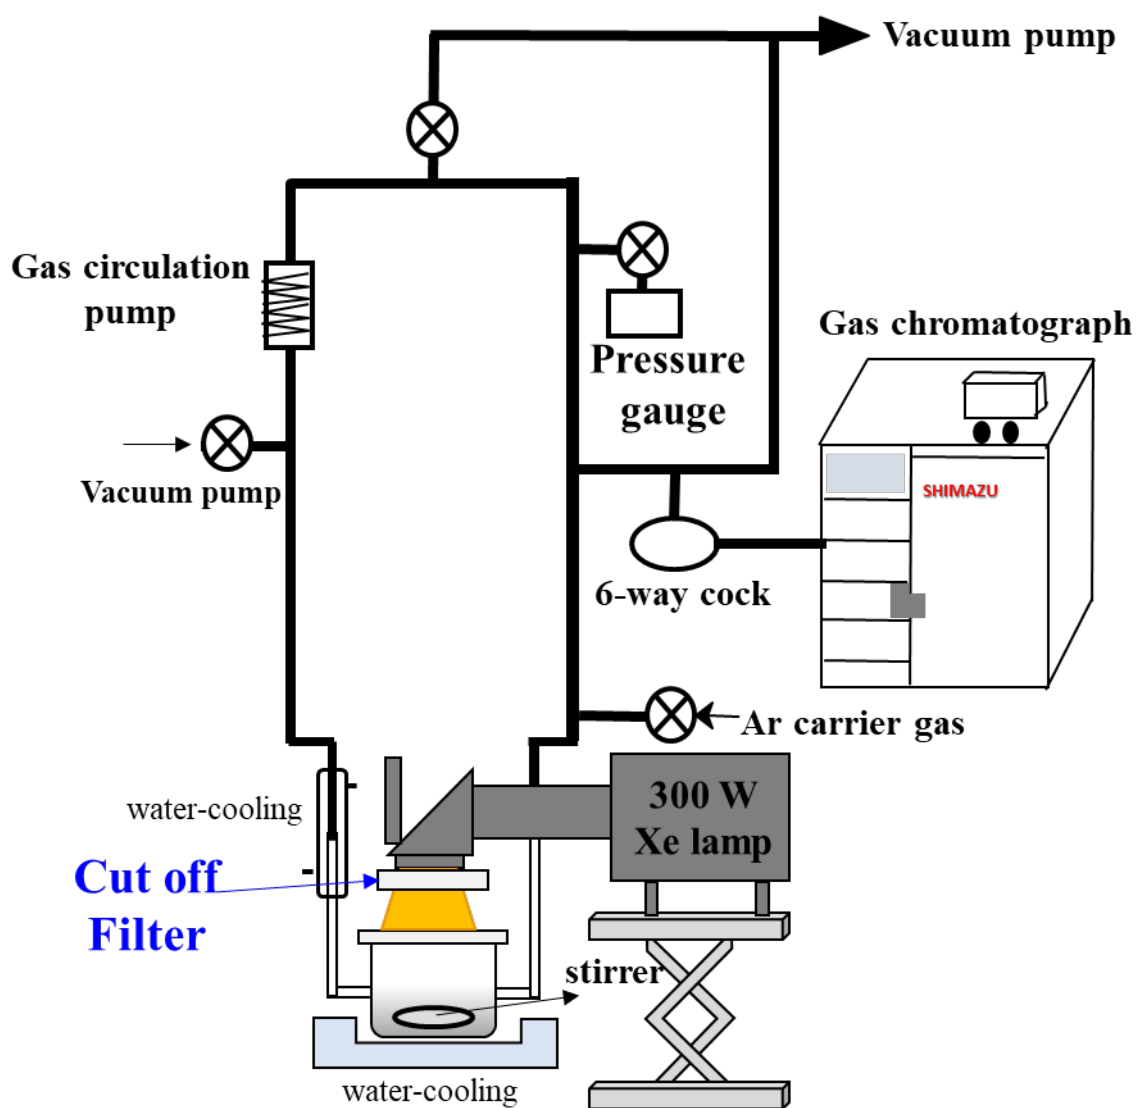 Vacuum pump
Gas circulation
pump
Pressure
gauge
Gas chromatograph
SHIMAZU
Vacuum pump
6-way cock
Ar carrier gas
300 W
Xe lamp
water-cooling
Cut off
Filter
stirrer
water-cooling